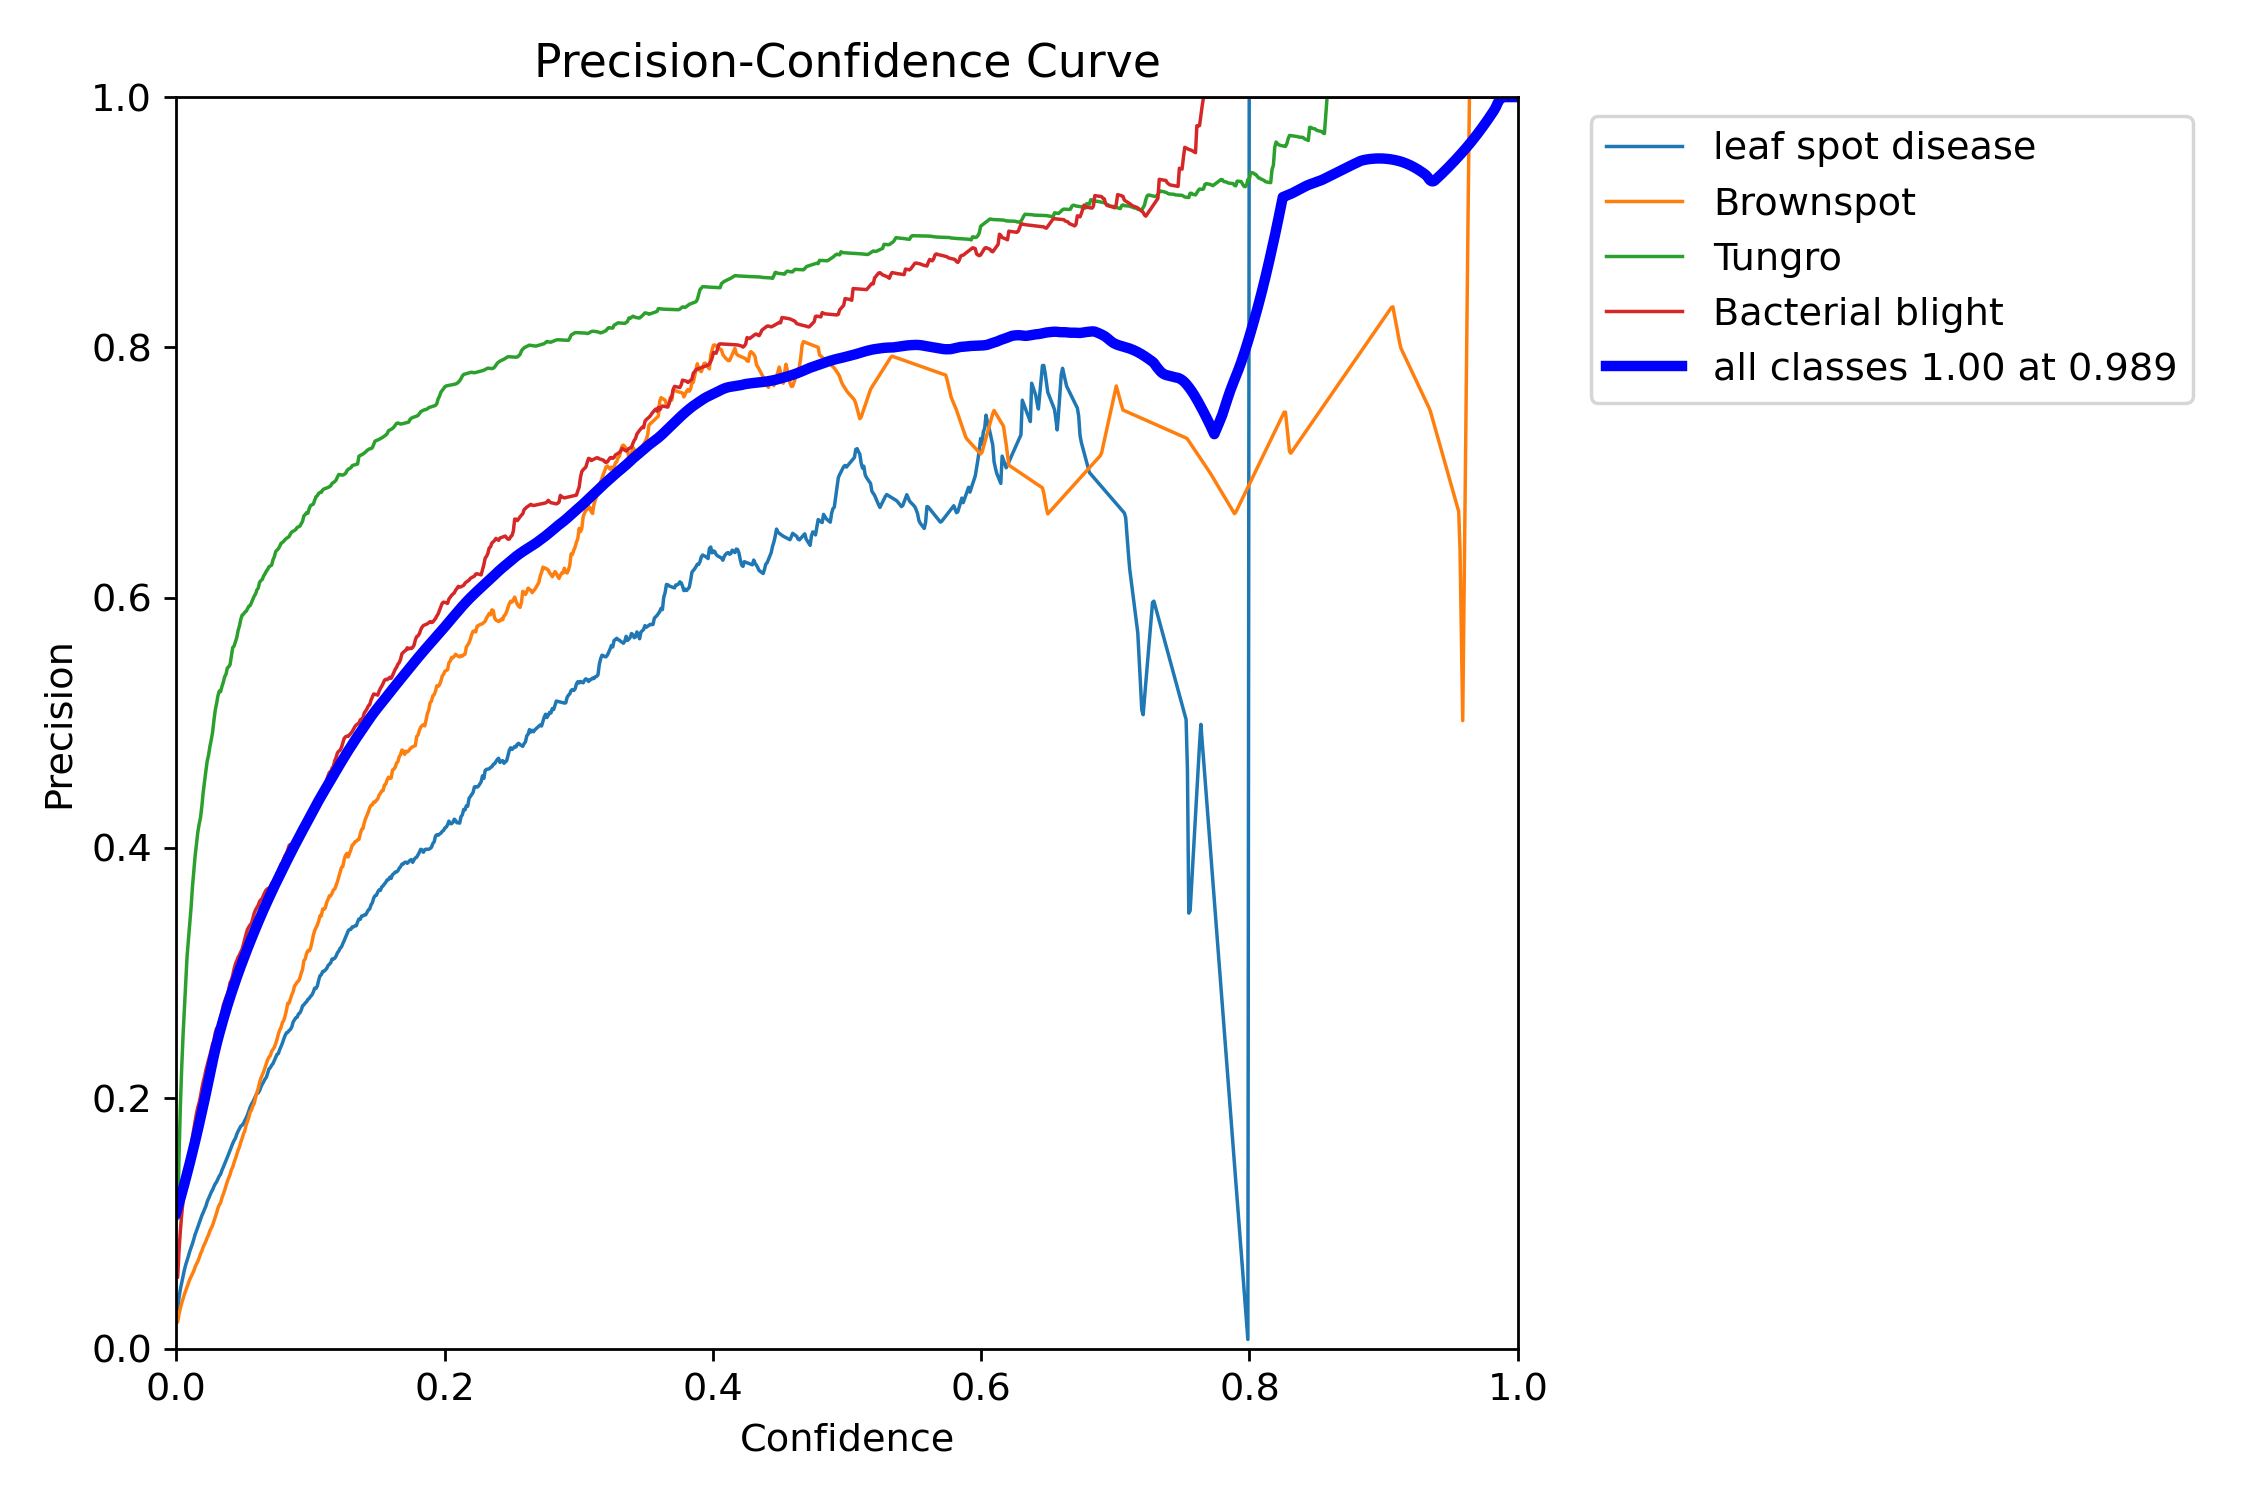 Precision-Confidence Curve
1.0
0.8
0.6
0.4
0.2
0.0
Precision
0.0 0.2 0.4 0.6 0.8 1.0
Confidence
leaf spot disease
Brownspot
Tungro
Bacterial blight
all classes 1.00 at 0.989